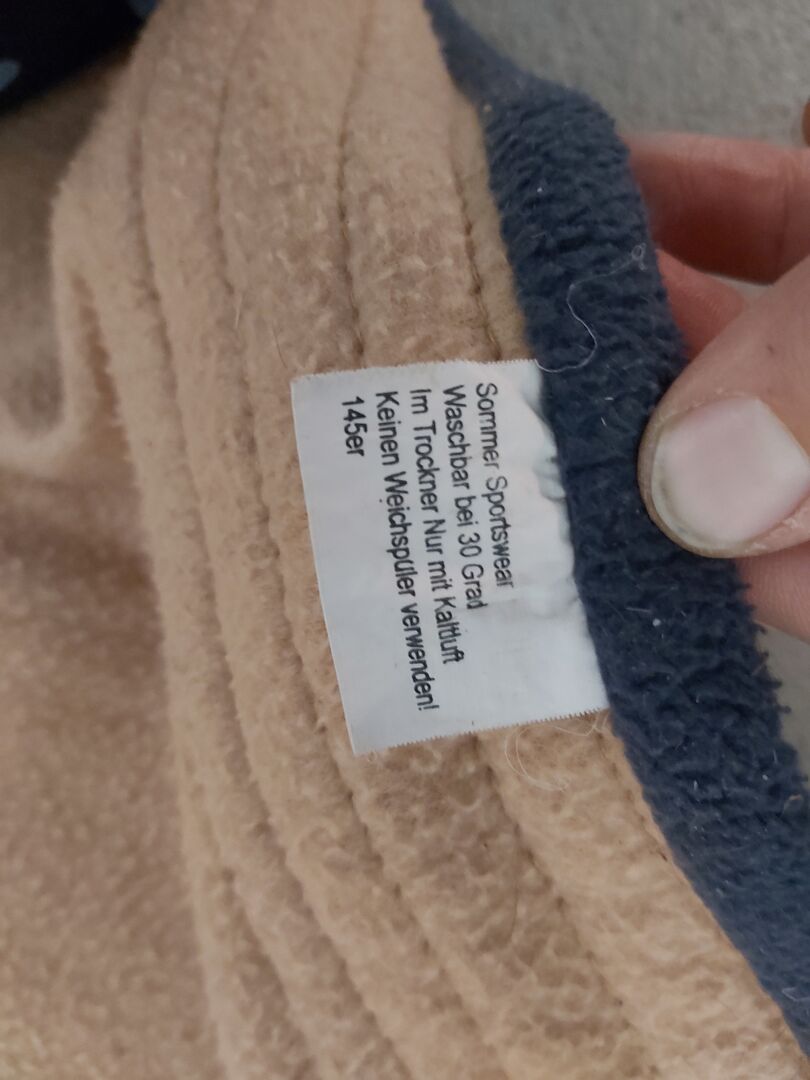 Sommer Sportswear
Waschbar bei 30 Grad
Im Trockner Nur mit Kaltluft
Keinen Weichspüler verwenden!
145er